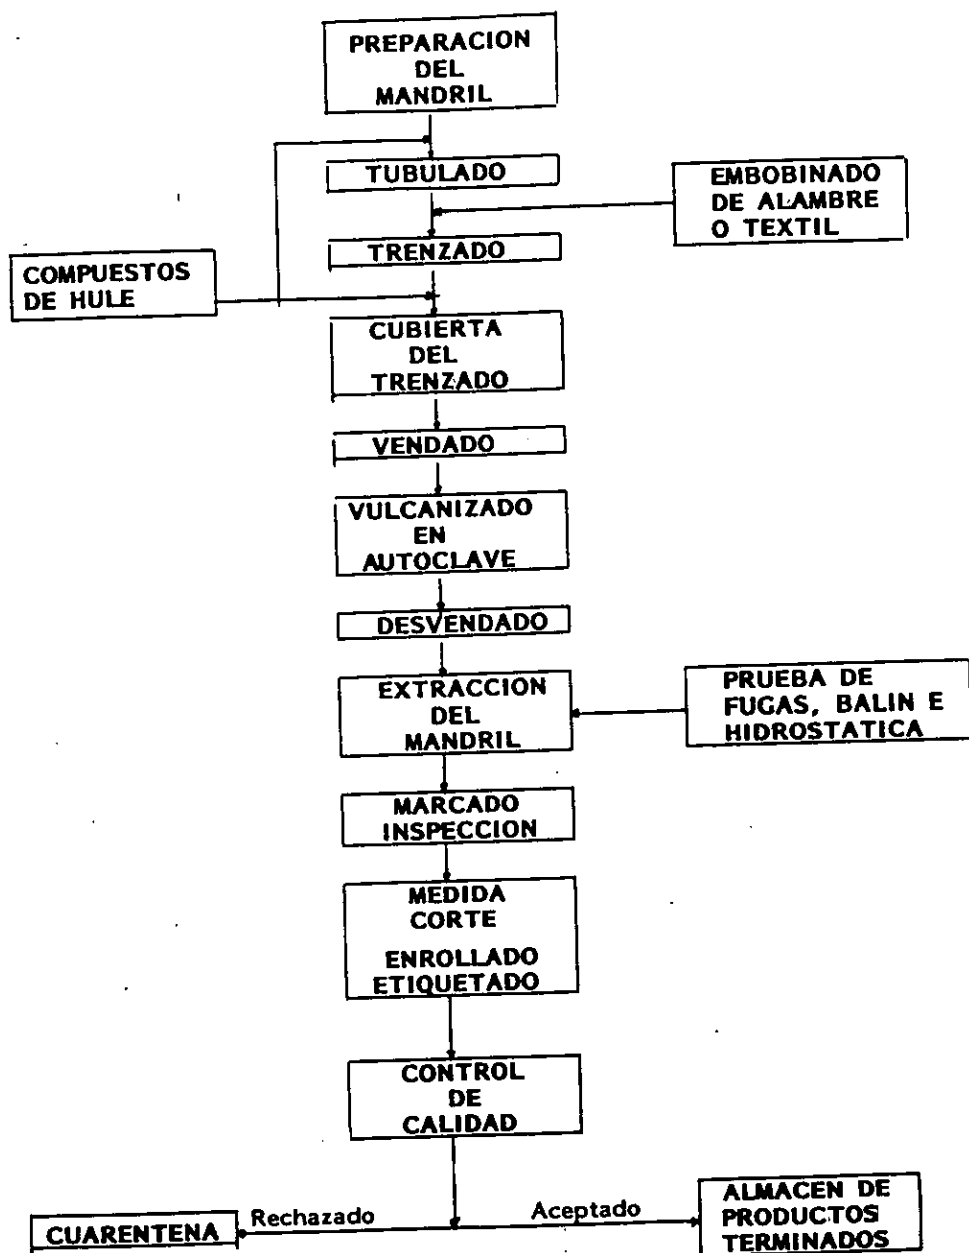 PREPARACION
DEL
MANDRIL
TUBULADO
EMBOBINADO
DE ALAMBRE
O TEXTIL
TRENZADO
COMPUESTOS
DE HULE
CUBIERTA
DEL
TRENZADO
VENDADO
VULCANIZADO
EN
AUTOCLAVE
DESVENDADO
EXTRACCION
DEL
MANDRIL
PRUEBA DE
FUGAS, BALIN E
HIDROSTATICA
MARCADO
INSPECCION
MEDIDA
CORTE
ENROLLADO
ETIQUETADO
CONTROL
DE
CALIDAD
CUARENTENA
Rechazado
Aceptado
ALMACEN DE
PRODUCTOS
TERMINADOS